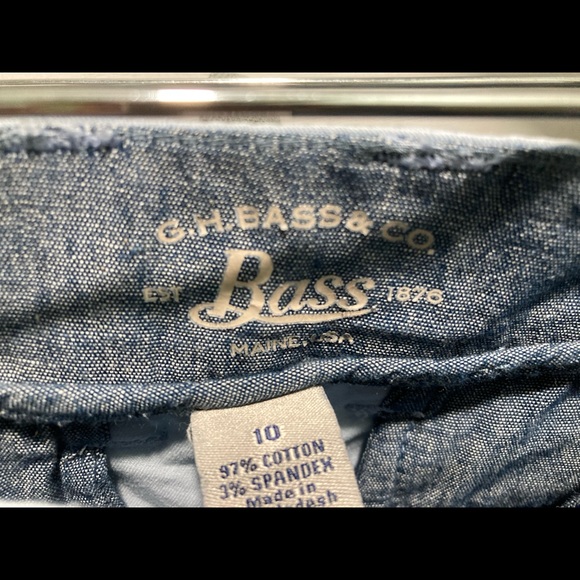 G.H. BASS & CO.
EST Bass 1876
MAINE USA
10
97% COTTON
3% SPANDEX
Made in